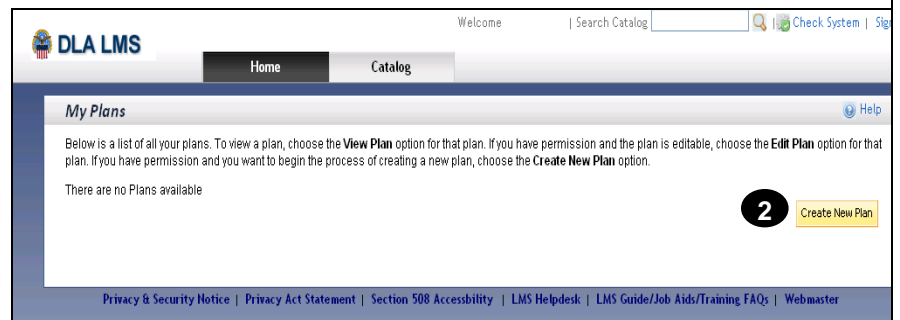 Welcome | Search Catalog | Check System | Sig
DLA LMS
Home Catalog
My Plans Help
Below is a list of all your plans. To view a plan, choose the View Plan option for that plan. If you have permission and the plan is editable, choose the Edit Plan option for that
plan. If you have permission and you want to begin the process of creating a new plan, choose the Create New Plan option.
There are no Plans available
2 Create New Plan
Privacy & Security Notice | Privacy Act Statement | Section 508 Accessbility | LMS Helpdesk | LMS Guide/Job Aids/Training FAQs | Webmaster